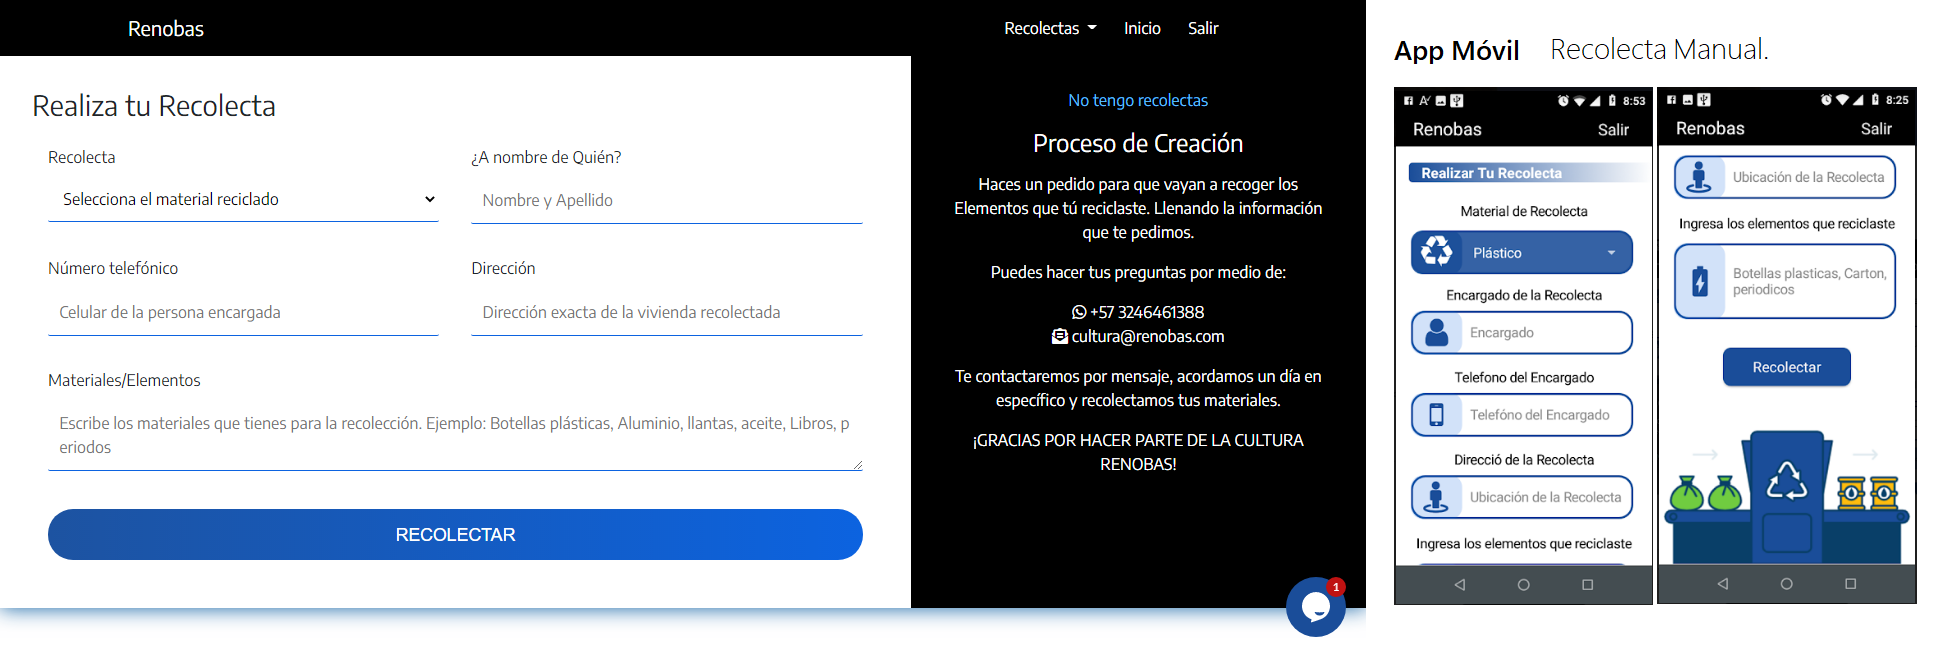 Renobas
Recolectas
Inicio
Salir
Realiza tu Recolecta
Recolecta
¿A nombre de Quién?
Selecciona el material reciclado
Nombre y Apellido
Número telefónico
Dirección
Celular de la persona encargada
Dirección exacta de la vivienda recolectada
Materiales/Elementos
Escribe los materiales que tienes para la recolección. Ejemplo: Botellas plásticas, Aluminio, llantas, aceite, Libros, p
eriodos
RECOLECTAR
No tengo recolectas
Proceso de Creación
Haces un pedido para que vayan a recoger los
Elementos que tú reciclaste. Llenando la información
que te pedimos.
Puedes hacer tus preguntas por medio de:
+57 3246461388
cultura@renobas.com
Te contactaremos por mensaje, acordamos un día en
específico y recolectamos tus materiales.
¡GRACIAS POR HACER PARTE DE LA CULTURA
RENOBAS!
1
App Móvil
Recolecta Manual.
8:53
Renobas
Salir
Realizar Tu Recolecta
Material de Recolecta
Plástico
Encargado de la Recolecta
Encargado
Telefono del Encargado
Telefóno del Encargado
Direcció de la Recolecta
Ubicación de la Recolecta
Ingresa los elementos que reciclaste
8:25
Renobas
Salir
Ubicación de la Recolecta
Ingresa los elementos que reciclaste
Botellas plasticas, Carton,
periodicos
Recolectar